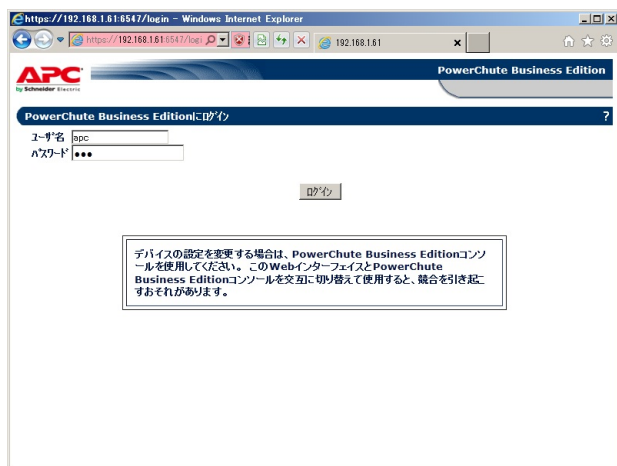 https://192.168.1.61:6547/login - Windows Internet Explorer
https://192.168.1.61:6547/logi
192.168.1.61
APC
by Schneider Electric
PowerChute Business Edition
PowerChute Business Editionにﾛｸﾞｲﾝ
?
ﾕｰｻﾞ名 apc
ﾊﾟｽﾜｰﾄﾞ •••
ﾛｸﾞｲﾝ
デバイスの設定を変更する場合は、PowerChute Business Editionコンソ
ールを使用してください。このWebインターフェイスとPowerChute
Business Editionコンソールを交互に切り替えて使用すると、競合を引き起こ
すおそれがあります。